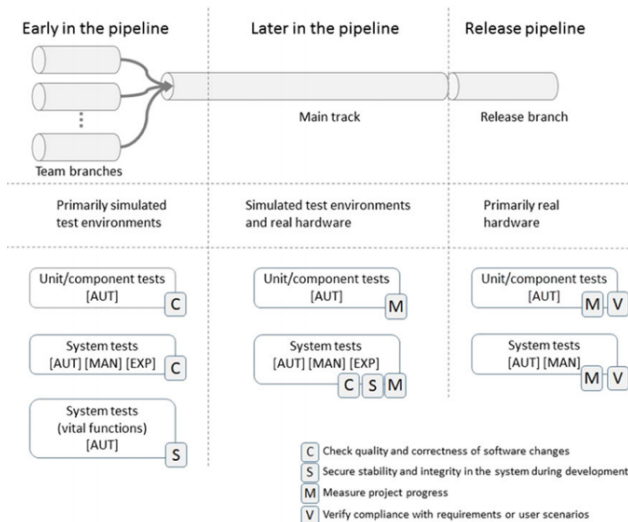 Early in the pipeline
Later in the pipeline
Release pipeline
Main track
Release branch
Team branches
Primarily simulated
test environments
Simulated test environments
and real hardware
Primarily real
hardware
Unit/component tests
[AUT]
C
Unit/component tests
[AUT]
M
Unit/component tests
[AUT]
M V
System tests
[AUT] [MAN] [EXP]
C
System tests
[AUT] [MAN] [EXP]
C S M
System tests
[AUT] [MAN]
M V
System tests
(vital functions)
[AUT]
S
C Check quality and correctness of software changes
S Secure stability and integrity in the system during development
M Measure project progress
V Verify compliance with requirements or user scenarios